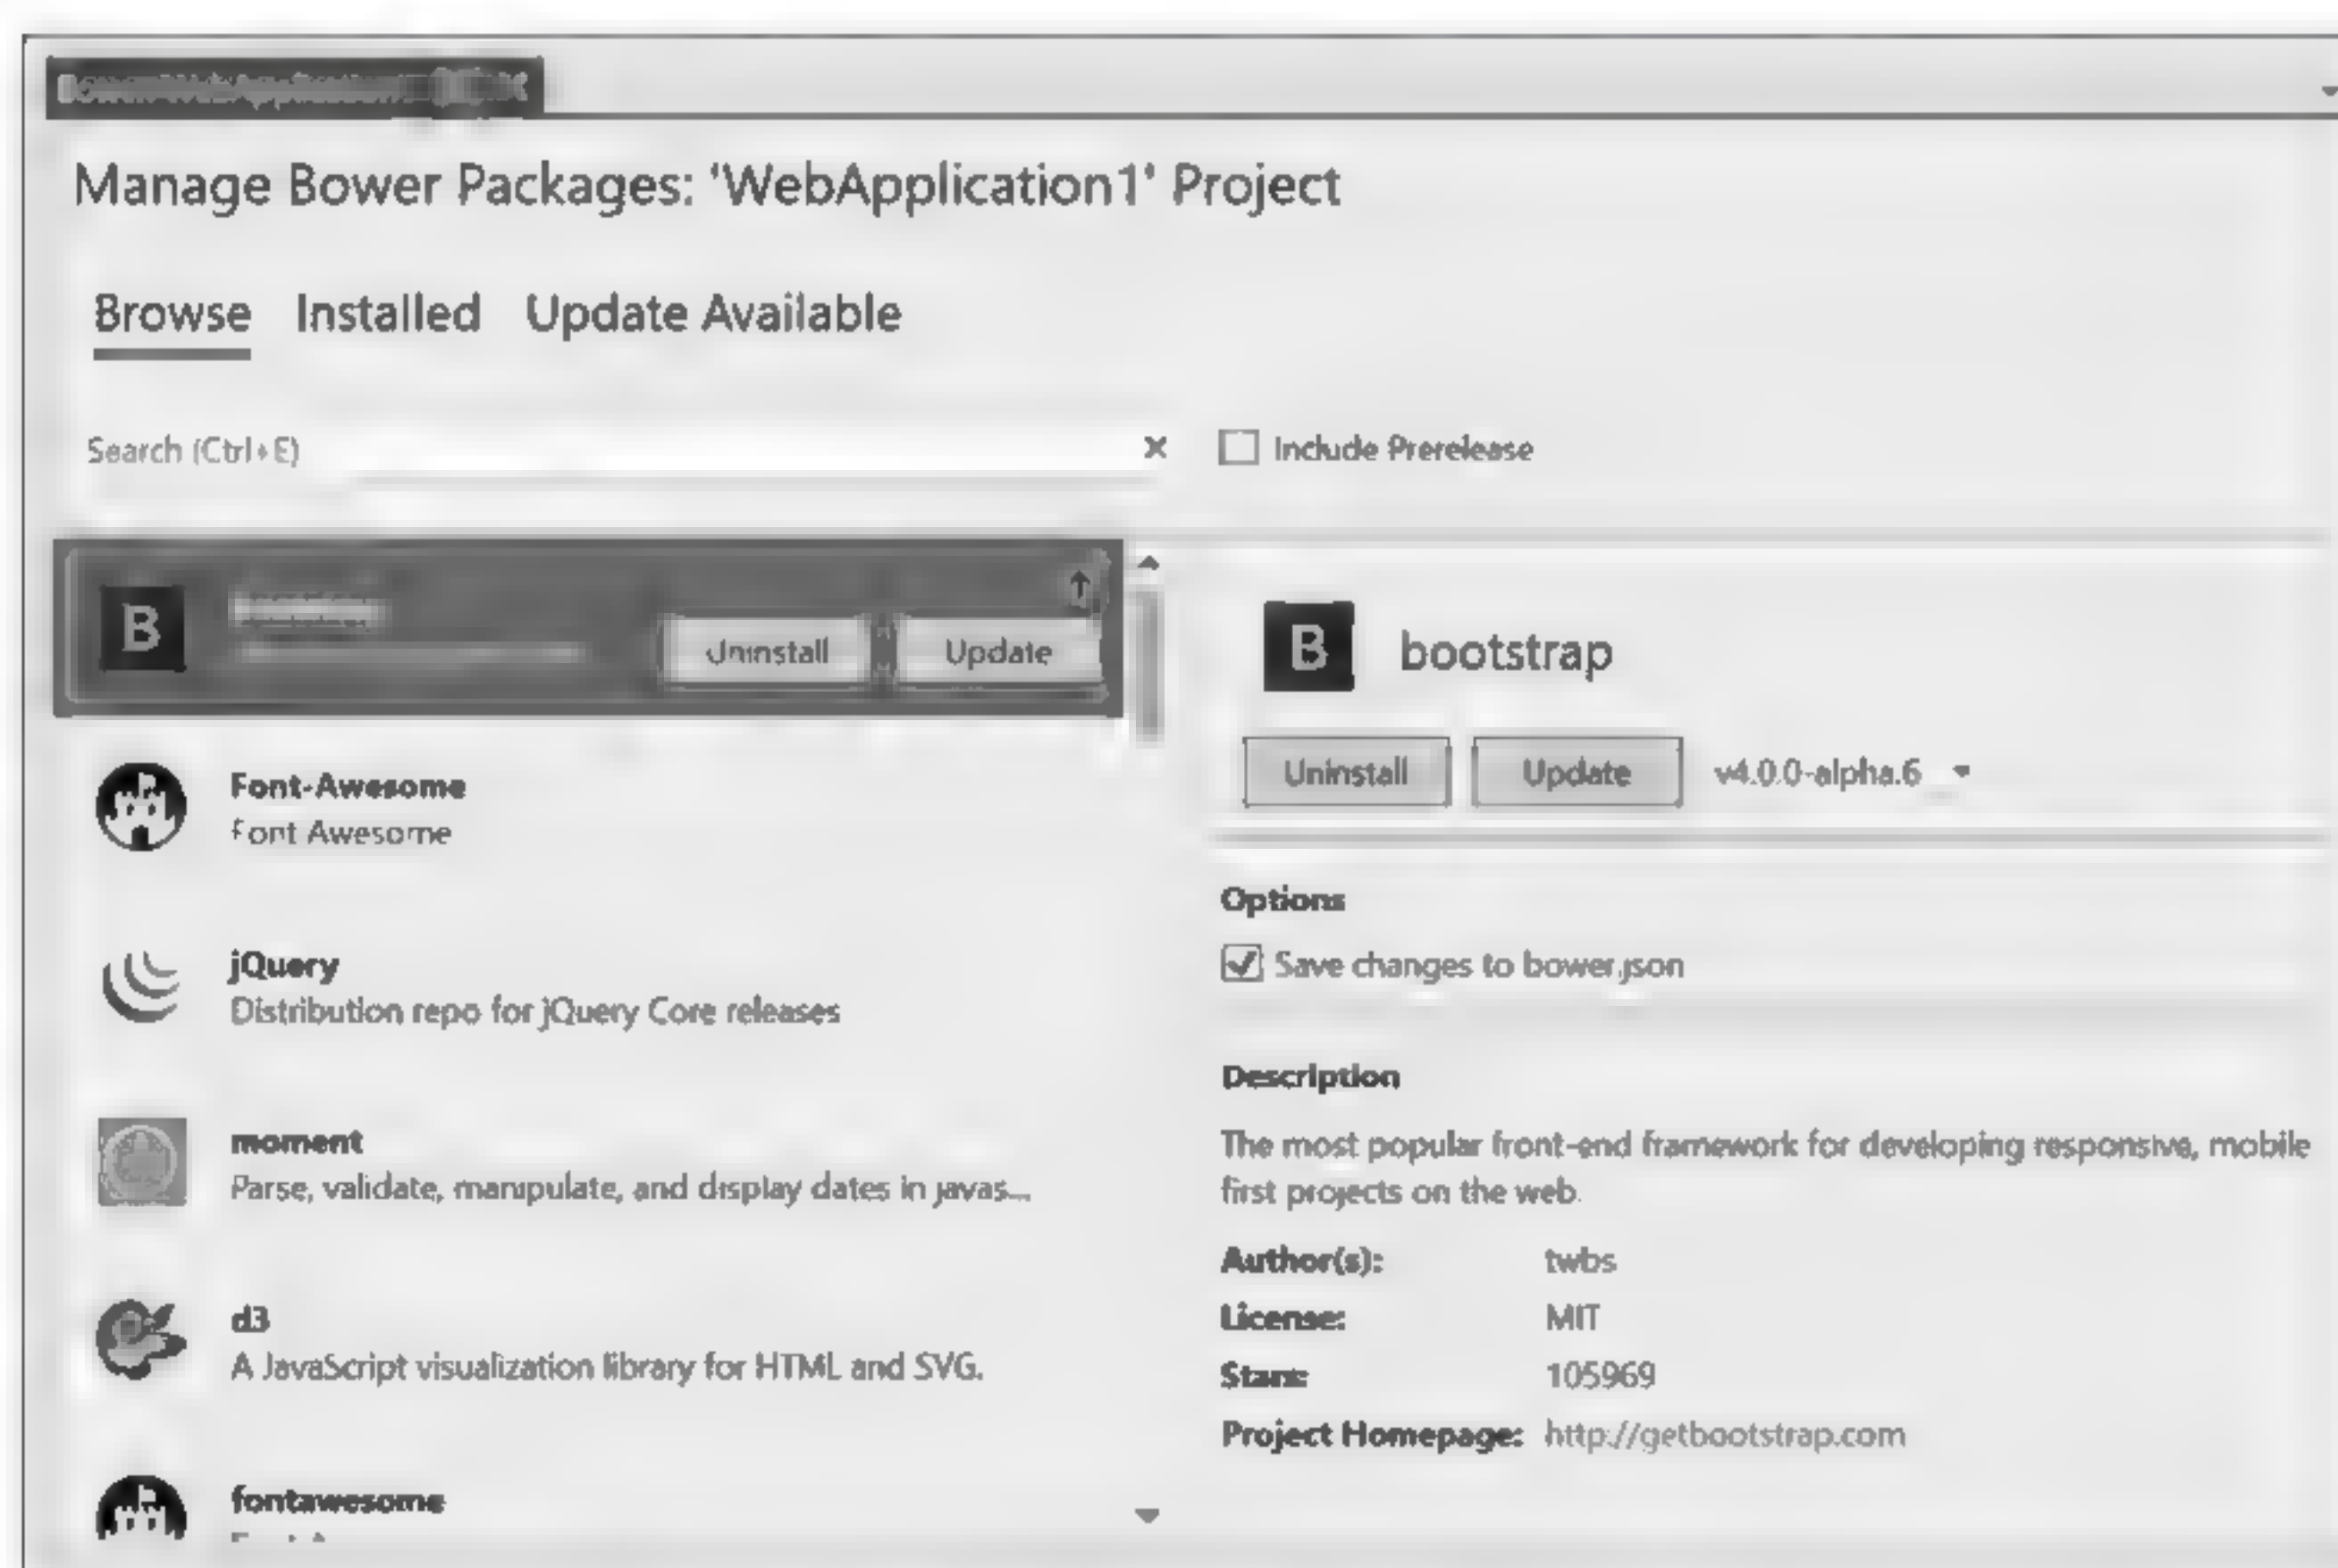 Manage Bower Packages: 'WebApplication1' Project
Browse Installed Update Available
Search (Ctrl+E)
Include Prerelease
B
Uninstall Update
Font-Awesome
Font Awesome
jQuery
Distribution repo for jQuery Core releases
moment
Parse, validate, manipulate, and display dates in javas...
d3
A JavaScript visualization library for HTML and SVG.
fontawesome
B bootstrap
Uninstall Update v4.0.0-alpha.6
Options
Save changes to bower.json
Description
The most popular front-end framework for developing responsive, mobile
first projects on the web.
Author(s): twbs
License: MIT
Stars: 105969
Project Homepage: http://getbootstrap.com